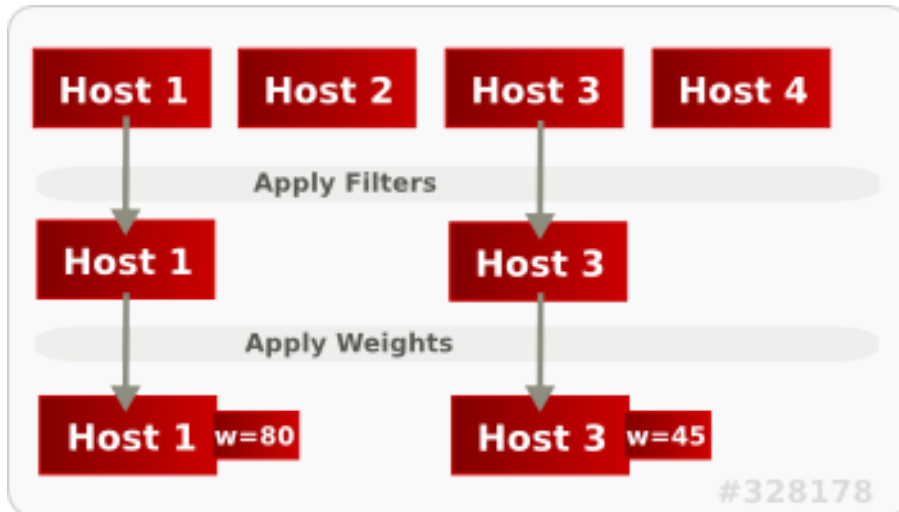 Host 1 Host 2 Host 3 Host 4
Apply Filters
Host 1 Host 3
Apply Weights
Host 1 w=80 Host 3 w=45
#328178